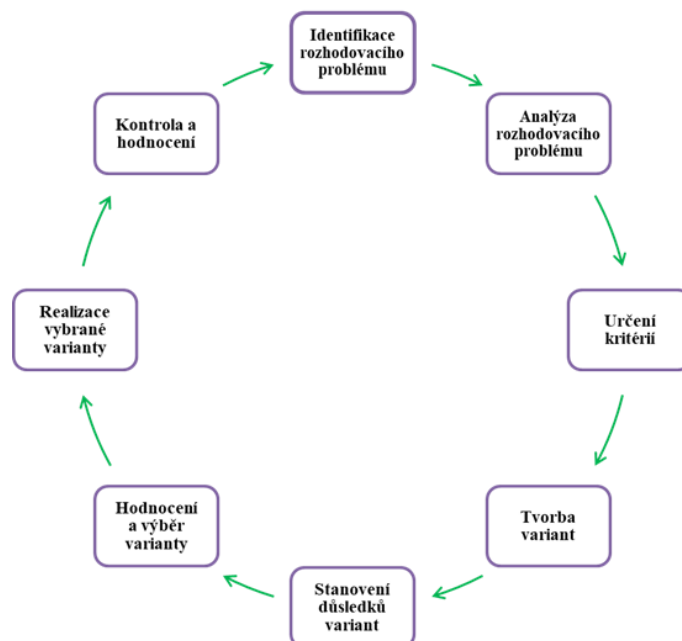 Identifikace
rozhodovacího
problému
Analýza
rozhodovacího
problému
Určení
kritérií
Tvorba
variant
Stanovení
důsledků
variant
Hodnocení
a výběr
varianty
Realizace
vybrané
varianty
Kontrola a
hodnocení